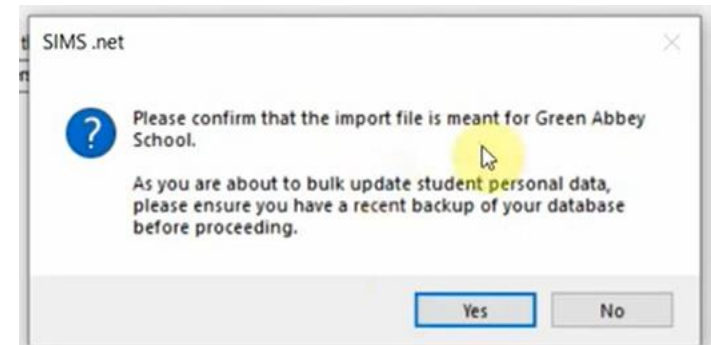 SIMS .net
Please confirm that the import file is meant for Green Abbey
School.
As you are about to bulk update student personal data,
please ensure you have a recent backup of your database
before proceeding.
Yes
No